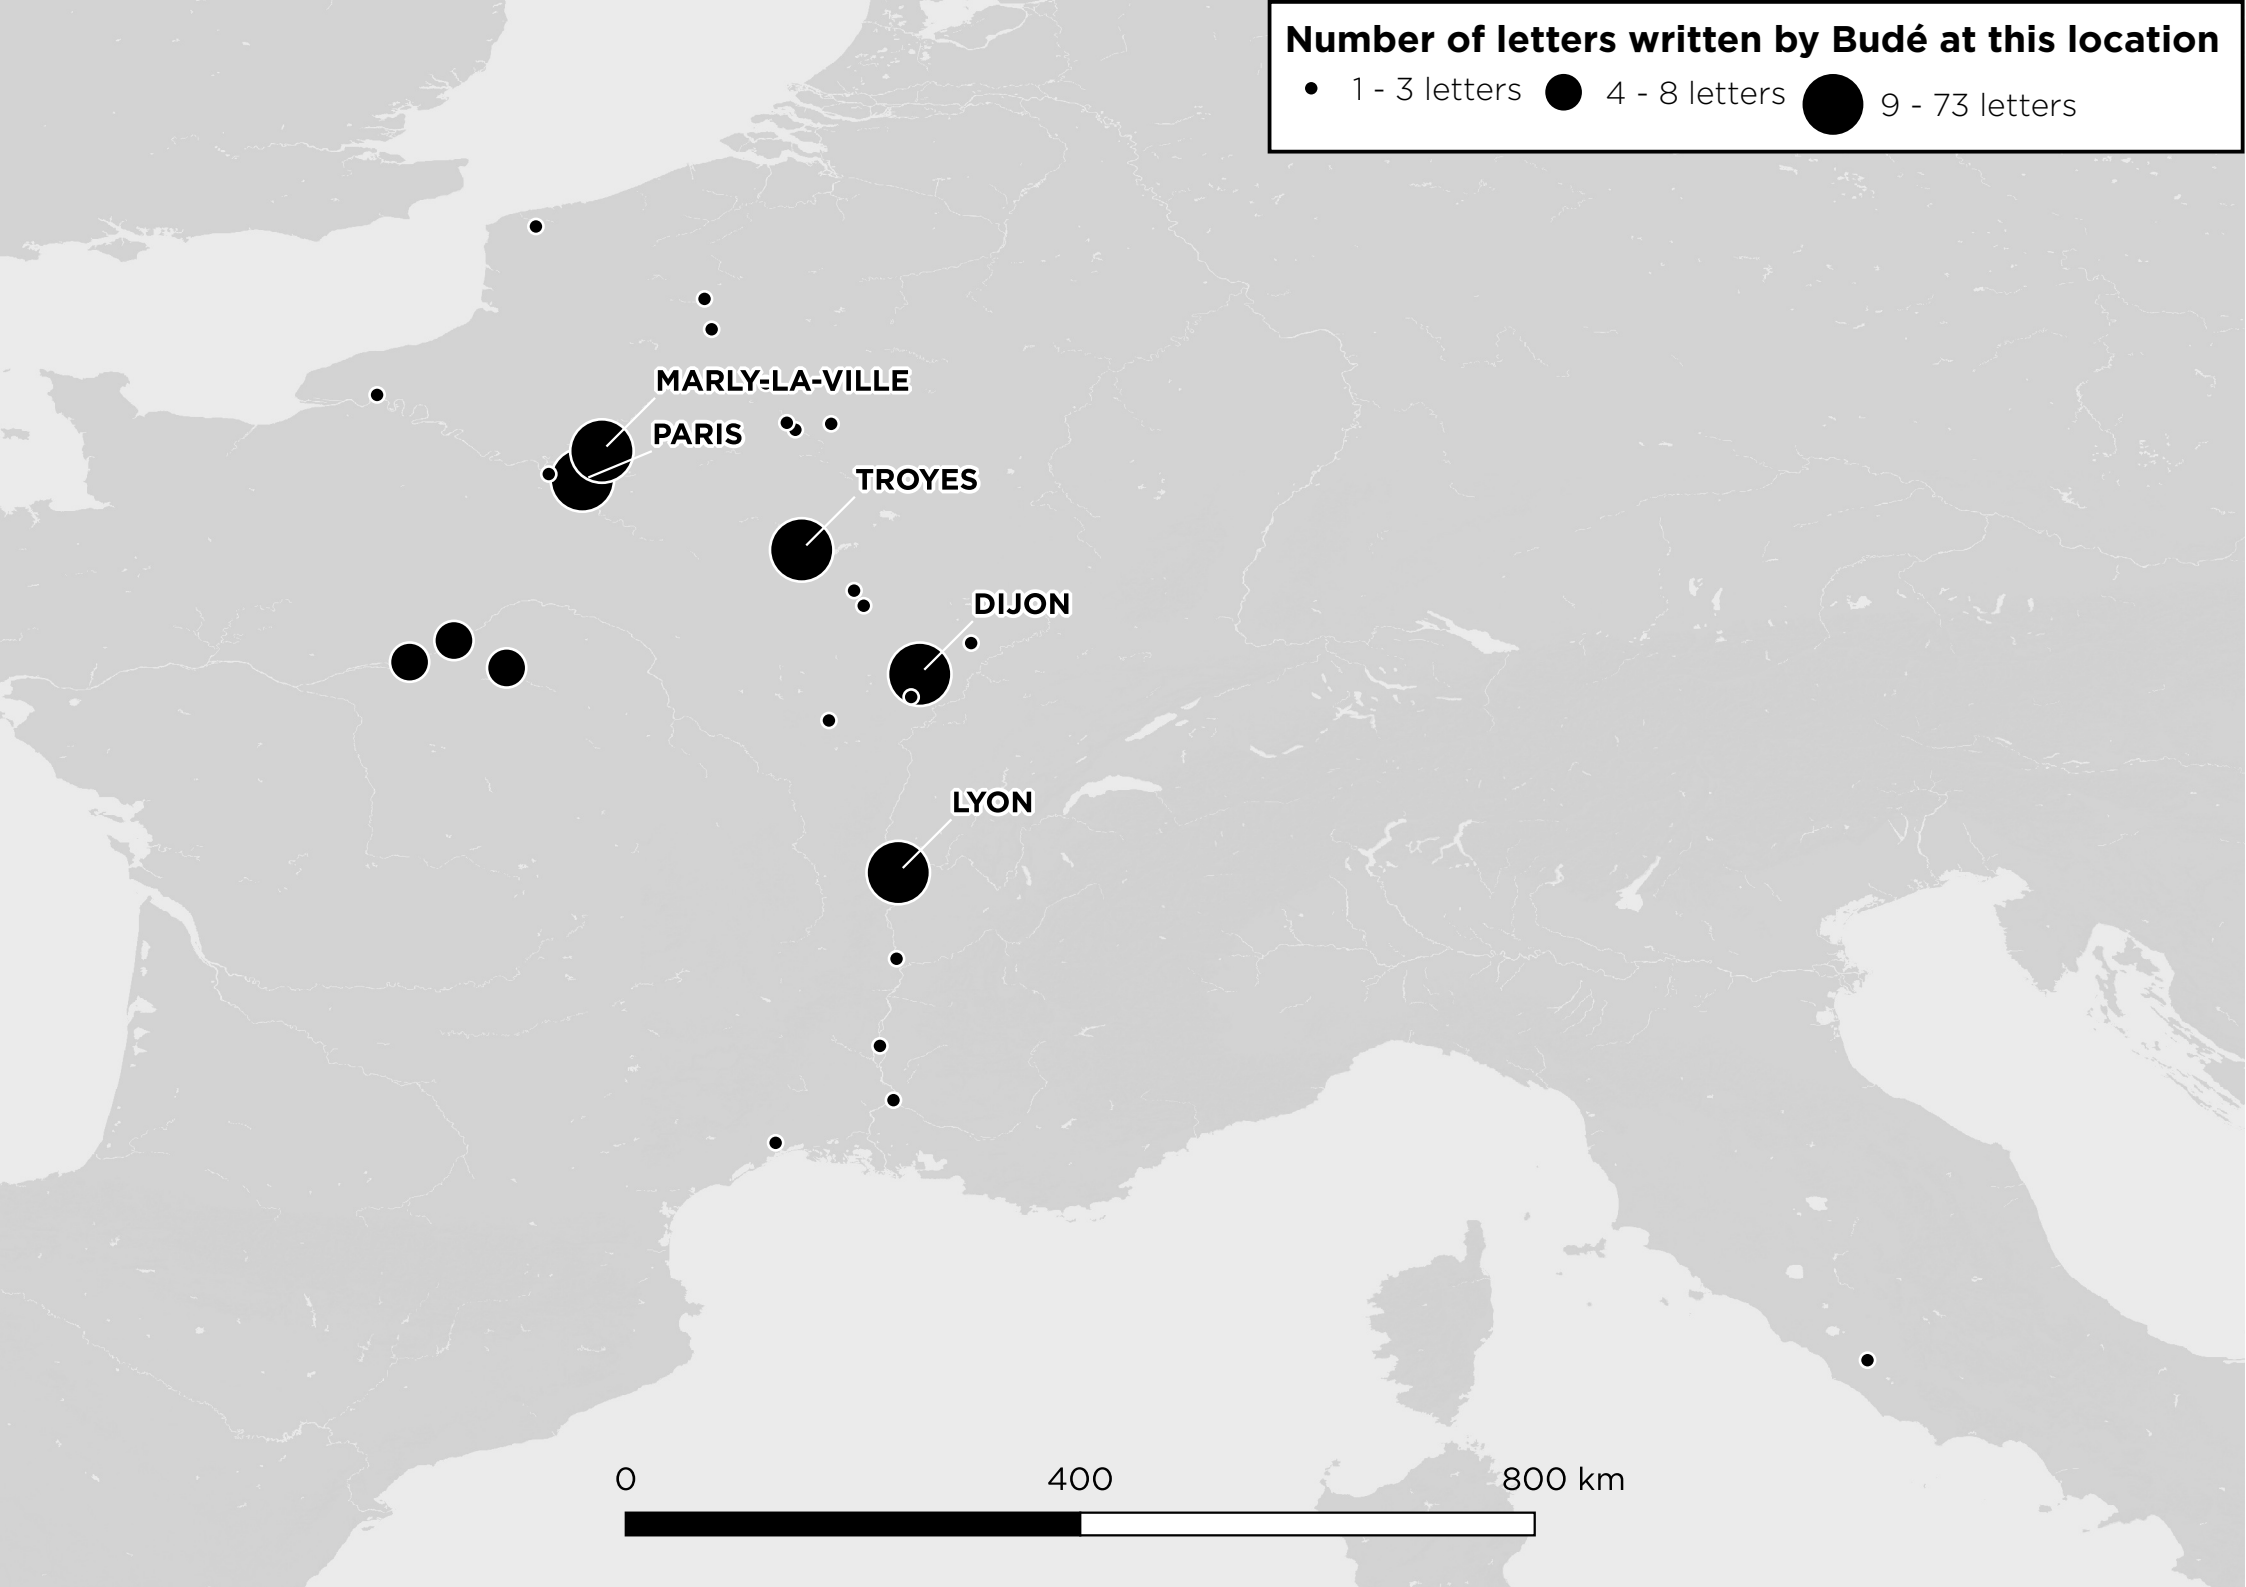 Number of letters written by Budé at this location
1 - 3 letters 4 - 8 letters 9 - 73 letters
MARLY-LA-VILLE
PARIS
TROYES
DIJON
LYON
0 400 800 km